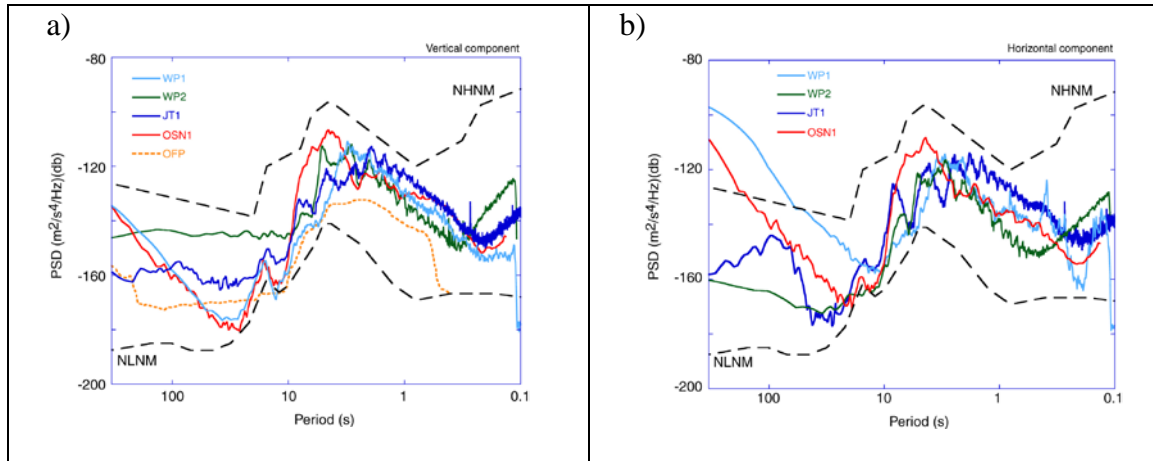 a)
Vertical component
-80
-120
-160
-200
PSD (m2/s4/Hz)(db)
WP1
WP2
JT1
OSN1
OFP
NHNM
NLNM
100
10
1
0.1
Period (s)
b)
Horizontal component
-80
-120
-160
-200
PSD (m2/s4/Hz)(db)
WP1
WP2
JT1
OSN1
NHNM
NLNM
100
10
1
0.1
Period (s)